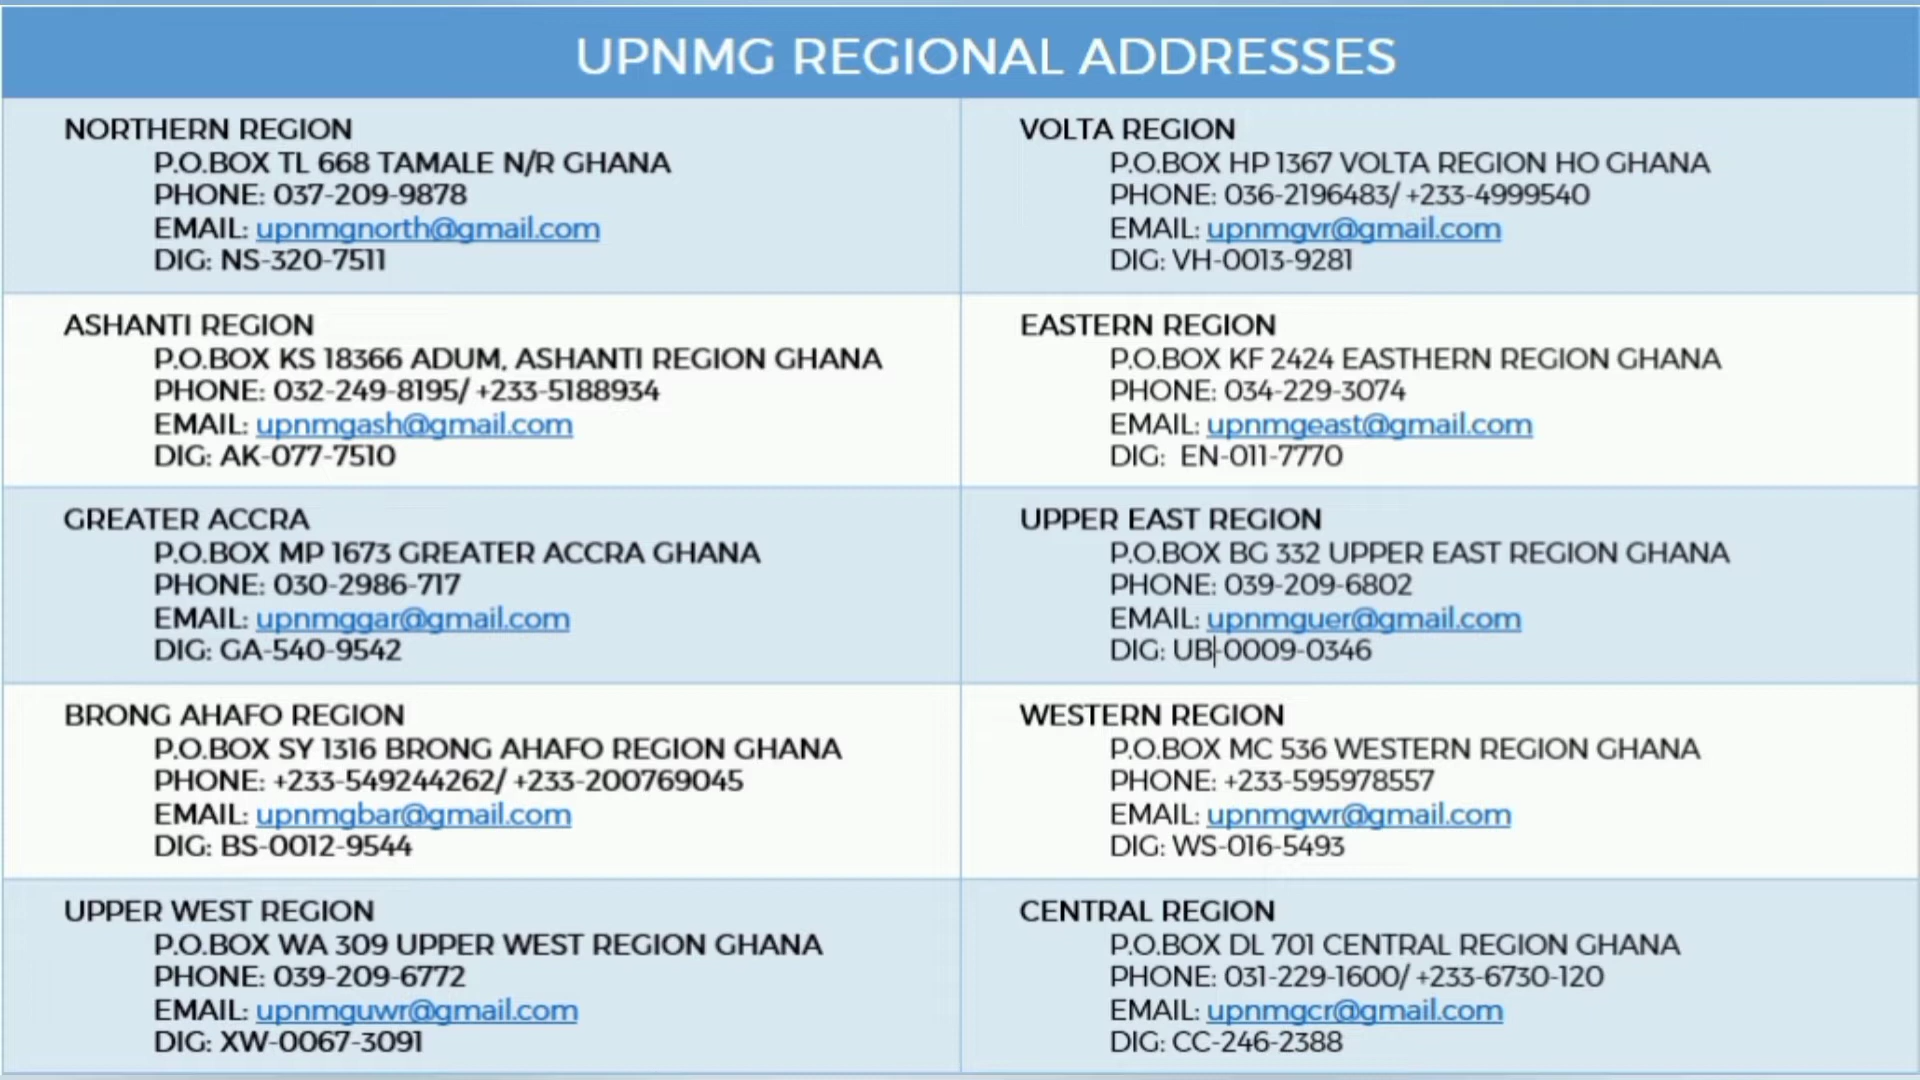 UPNMG REGIONAL ADDRESSES
NORTHERN REGION
P.O.BOX TL 668 TAMALE N/R GHANA
PHONE: 037-209-9878
EMAIL: upnmgnorth@gmail.com
DIG: NS-320-7511
VOLTA REGION
P.O.BOX HP 1367 VOLTA REGION HO GHANA
PHONE: 036-2196483/ +233-4999540
EMAIL: upnmgvr@gmail.com
DIG: VH-0013-9281
ASHANTI REGION
P.O.BOX KS 18366 ADUM, ASHANTI REGION GHANA
PHONE: 032-249-8195/ +233-5188934
EMAIL: upnmgash@gmail.com
DIG: AK-077-7510
EASTERN REGION
P.O.BOX KF 2424 EASTHERN REGION GHANA
PHONE: 034-229-3074
EMAIL: upnmgeast@gmail.com
DIG: EN-011-7770
GREATER ACCRA
P.O.BOX MP 1673 GREATER ACCRA GHANA
PHONE: 030-2986-717
EMAIL: upnmggar@gmail.com
DIG: GA-540-9542
UPPER EAST REGION
P.O.BOX BG 332 UPPER EAST REGION GHANA
PHONE: 039-209-6802
EMAIL: upnmguer@gmail.com
DIG: UB-0009-0346
BRONG AHAFO REGION
P.O.BOX SY 1316 BRONG AHAFO REGION GHANA
PHONE: +233-549244262/ +233-200769045
EMAIL: upnmgbar@gmail.com
DIG: BS-0012-9544
WESTERN REGION
P.O.BOX MC 536 WESTERN REGION GHANA
PHONE: +233-595978557
EMAIL: upnmgwr@gmail.com
DIG: WS-016-5493
UPPER WEST REGION
P.O.BOX WA 309 UPPER WEST REGION GHANA
PHONE: 039-209-6772
EMAIL: upnmguwr@gmail.com
DIG: XW-0067-3091
CENTRAL REGION
P.O.BOX DL 701 CENTRAL REGION GHANA
PHONE: 031-229-1600/ +233-6730-120
EMAIL: upnmgcr@gmail.com
DIG: CC-246-2388